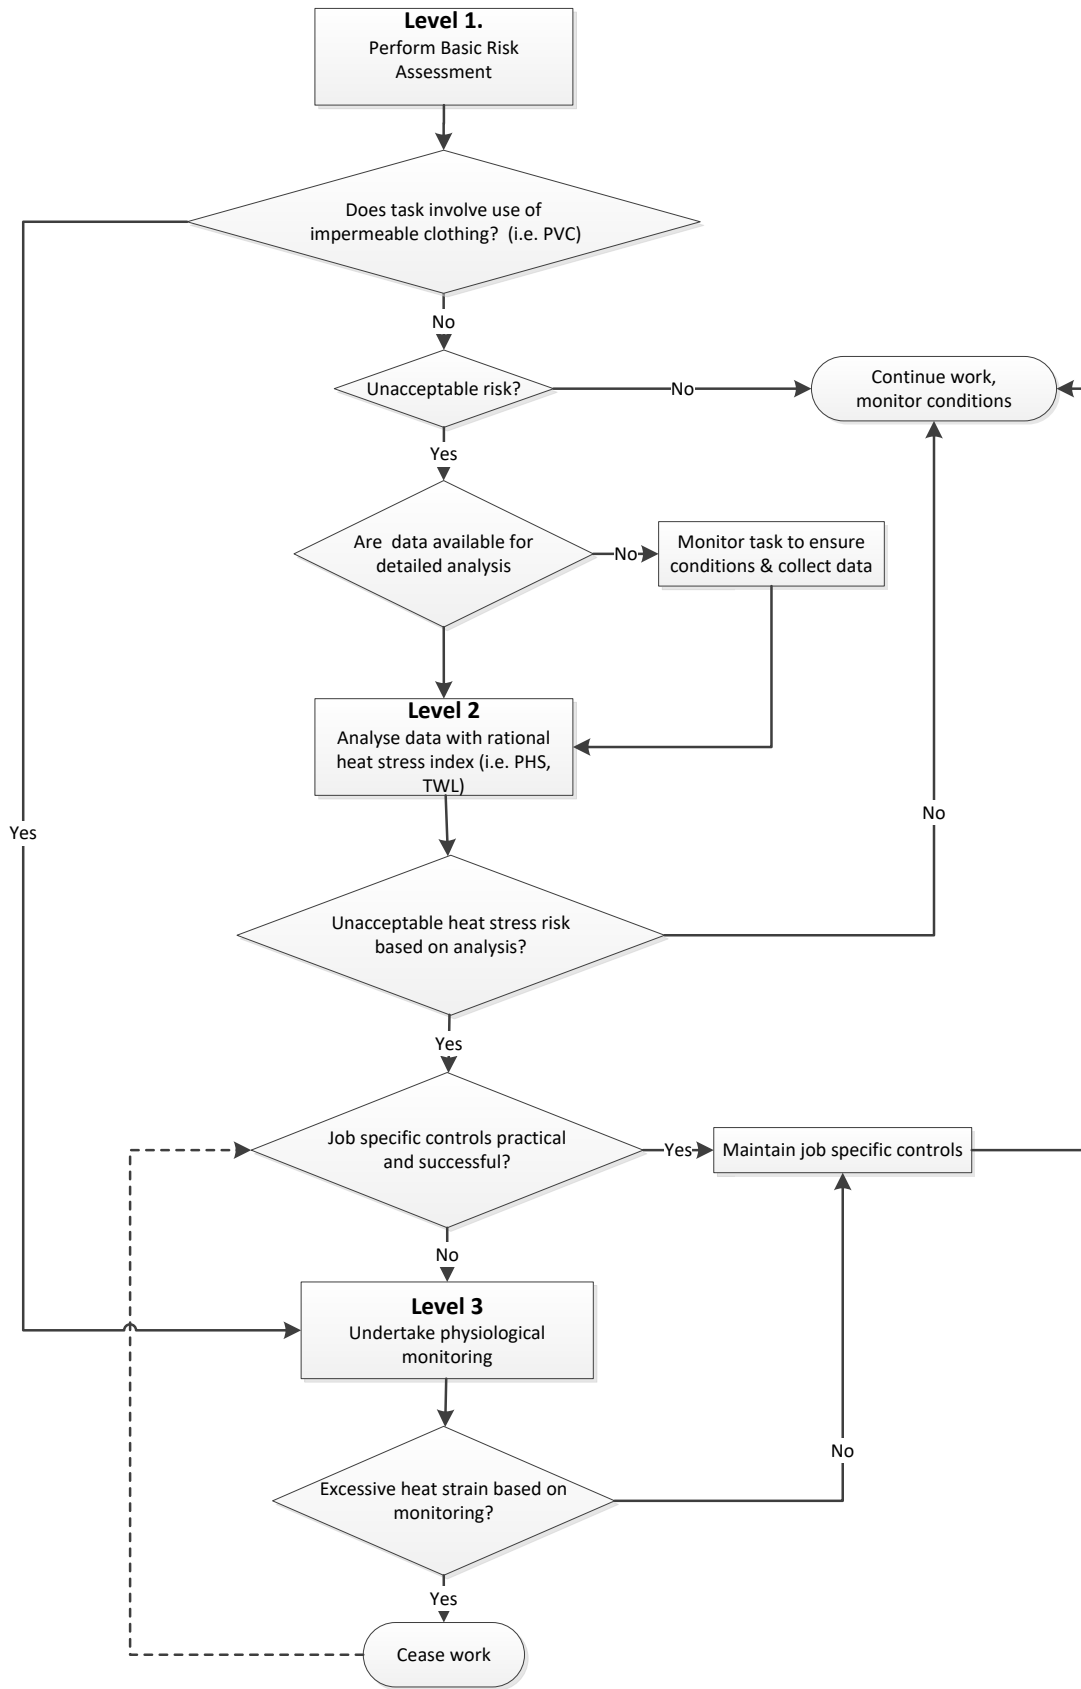 Level 1.
Perform Basic Risk
Assessment
Does task involve use of
impermeable clothing?  (i.e. PVC)
No
Unacceptable risk?
No
Continue work,
monitor conditions
Yes
Are  data available for
detailed analysis
No
Monitor task to ensure
conditions & collect data
Level 2
Analyse data with rational
heat stress index (i.e. PHS,
TWL)
Yes
No
Unacceptable heat stress risk
based on analysis?
Yes
Job specific controls practical
and successful?
Yes
Maintain job specific controls
No
Level 3
Undertake physiological
monitoring
No
Excessive heat strain based on
monitoring?
Yes
Cease work